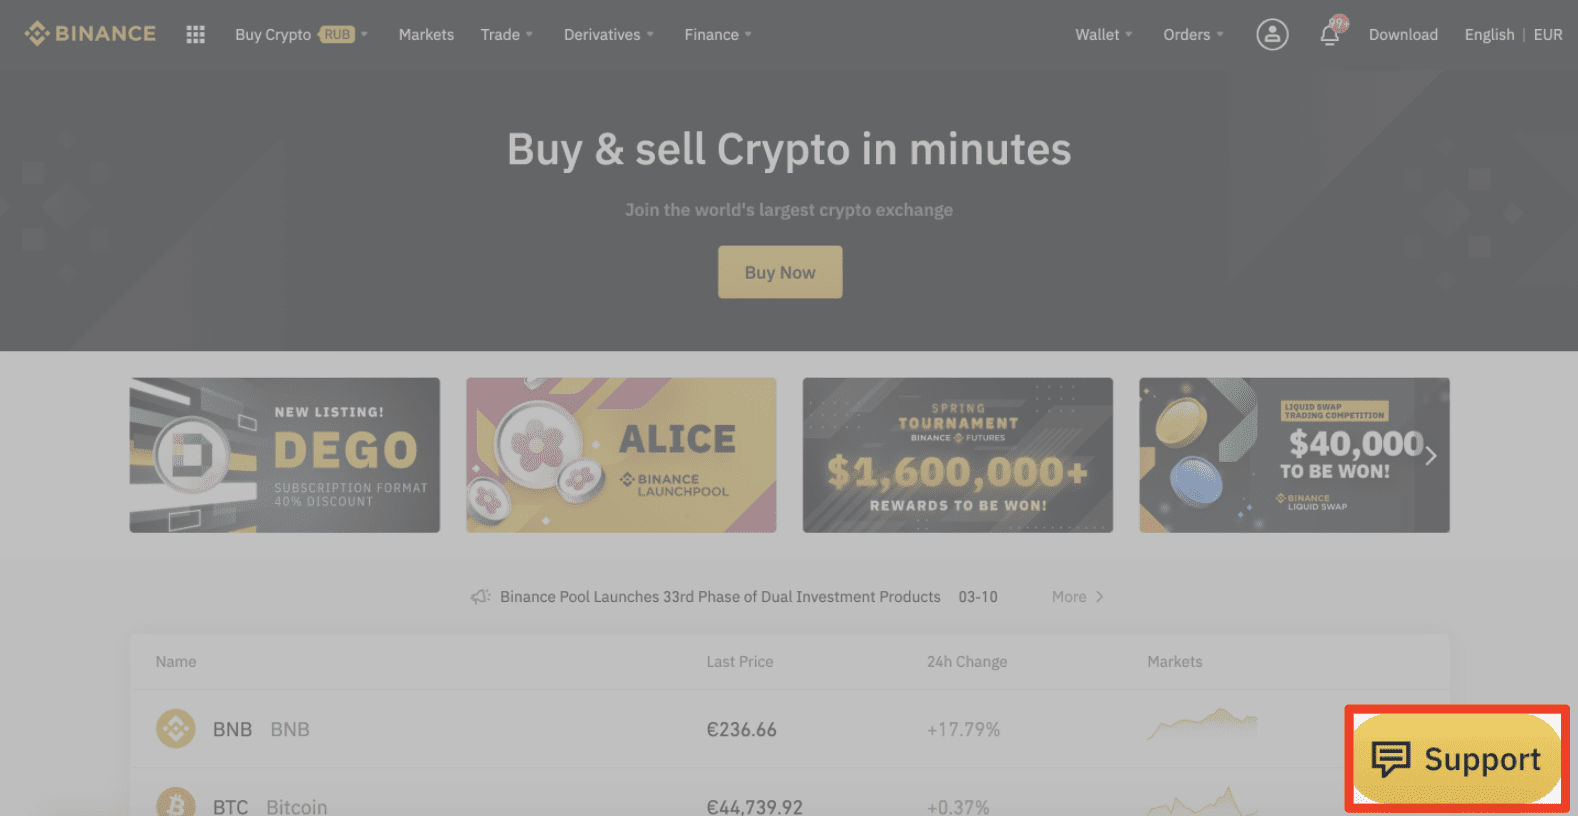 BINANCE
Buy Crypto RUB
Markets
Trade
Derivatives
Finance
Wallet
Orders
99+
Download
English | EUR
Buy & sell Crypto in minutes
Join the world's largest crypto exchange
Buy Now
NEW LISTING!
DEGO
SUBSCRIPTION FORMAT
40% DISCOUNT
ALICE
BINANCE
LAUNCHPOOL
SPRING
TOURNAMENT
BINANCE FUTURES
$1,600,000+
REWARDS TO BE WON!
LIQUID SWAP
TRADING COMPETITION
$40,000
TO BE WON!
BINANCE
LIQUID SWAP
Binance Pool Launches 33rd Phase of Dual Investment Products 03-10 More
Name Last Price 24h Change Markets
BNB BNB €236.66 +17.79%
BTC Bitcoin €44,739.92 +0.37%
Support